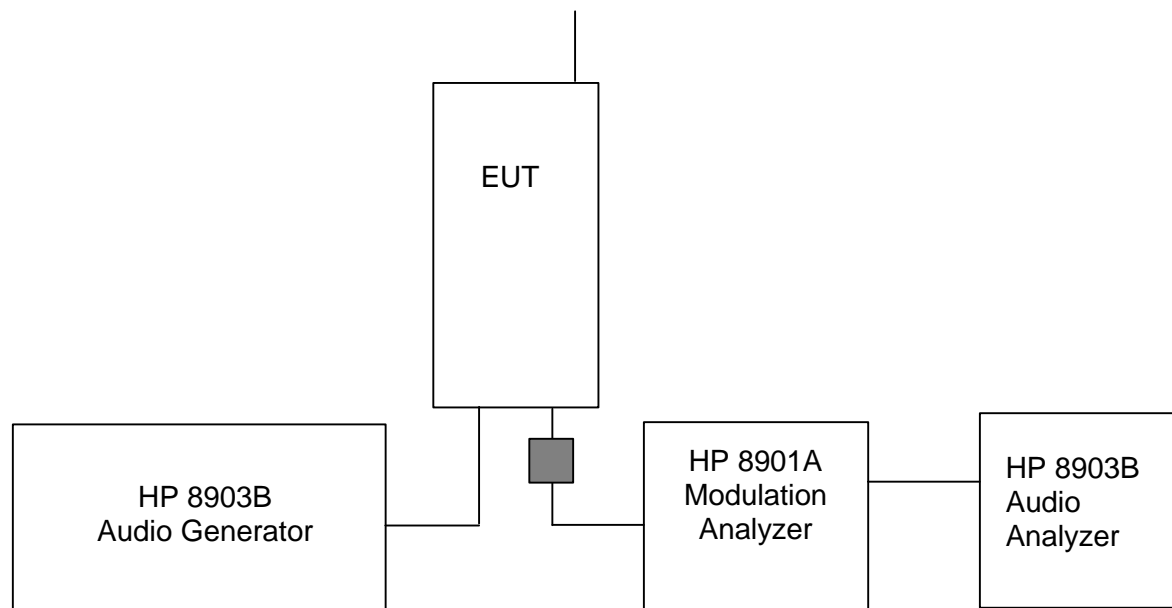 EUT
HP 8903B
Audio Generator
HP 8901A
Modulation
Analyzer
HP 8903B
Audio
Analyzer